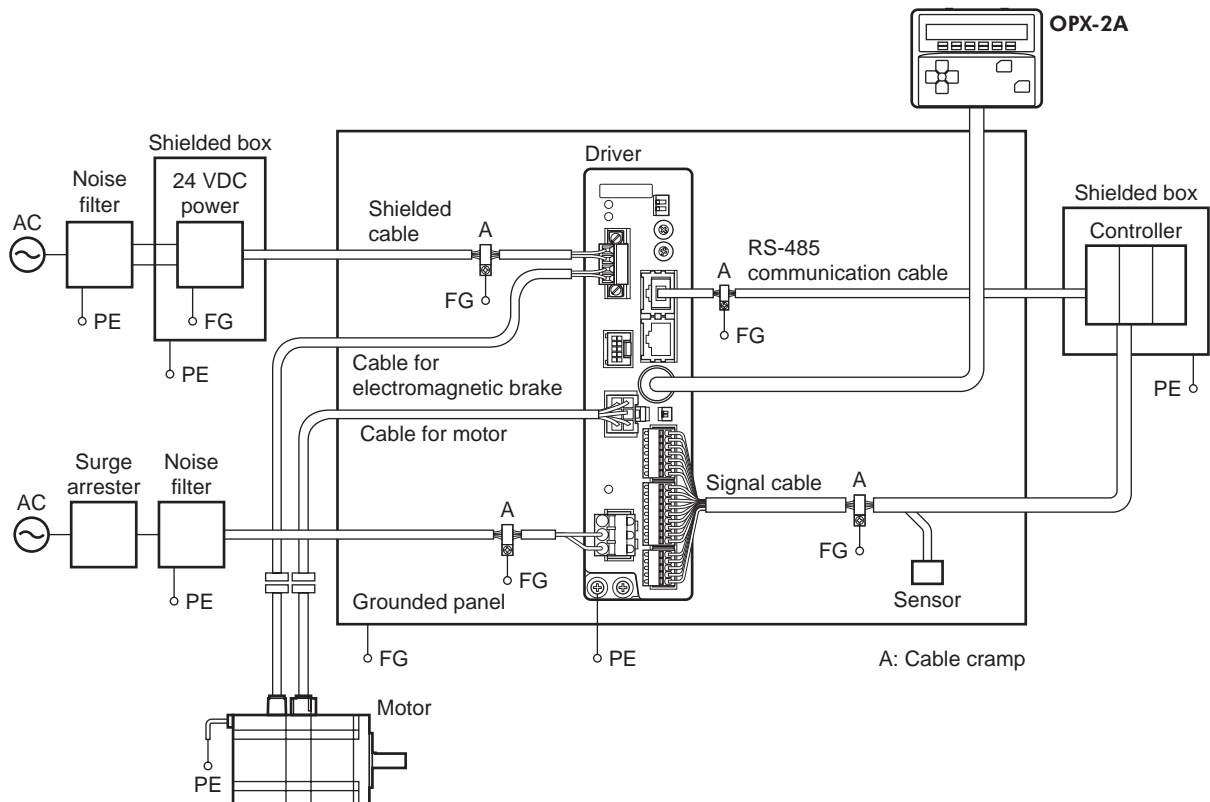 OPX-2A
Shielded box
Driver
Noise
filter
24 VDC
power
AC
Shielded
cable
A
FG
PE
FG
PE
RS-485
communication cable
A
FG
Shielded box
Controller
PE
Cable for
electromagnetic brake
Cable for motor
Surge
arrester
Noise
filter
AC
PE
A
FG
Signal cable
A
FG
Sensor
Grounded panel
FG
PE
A: Cable cramp
Motor
PE